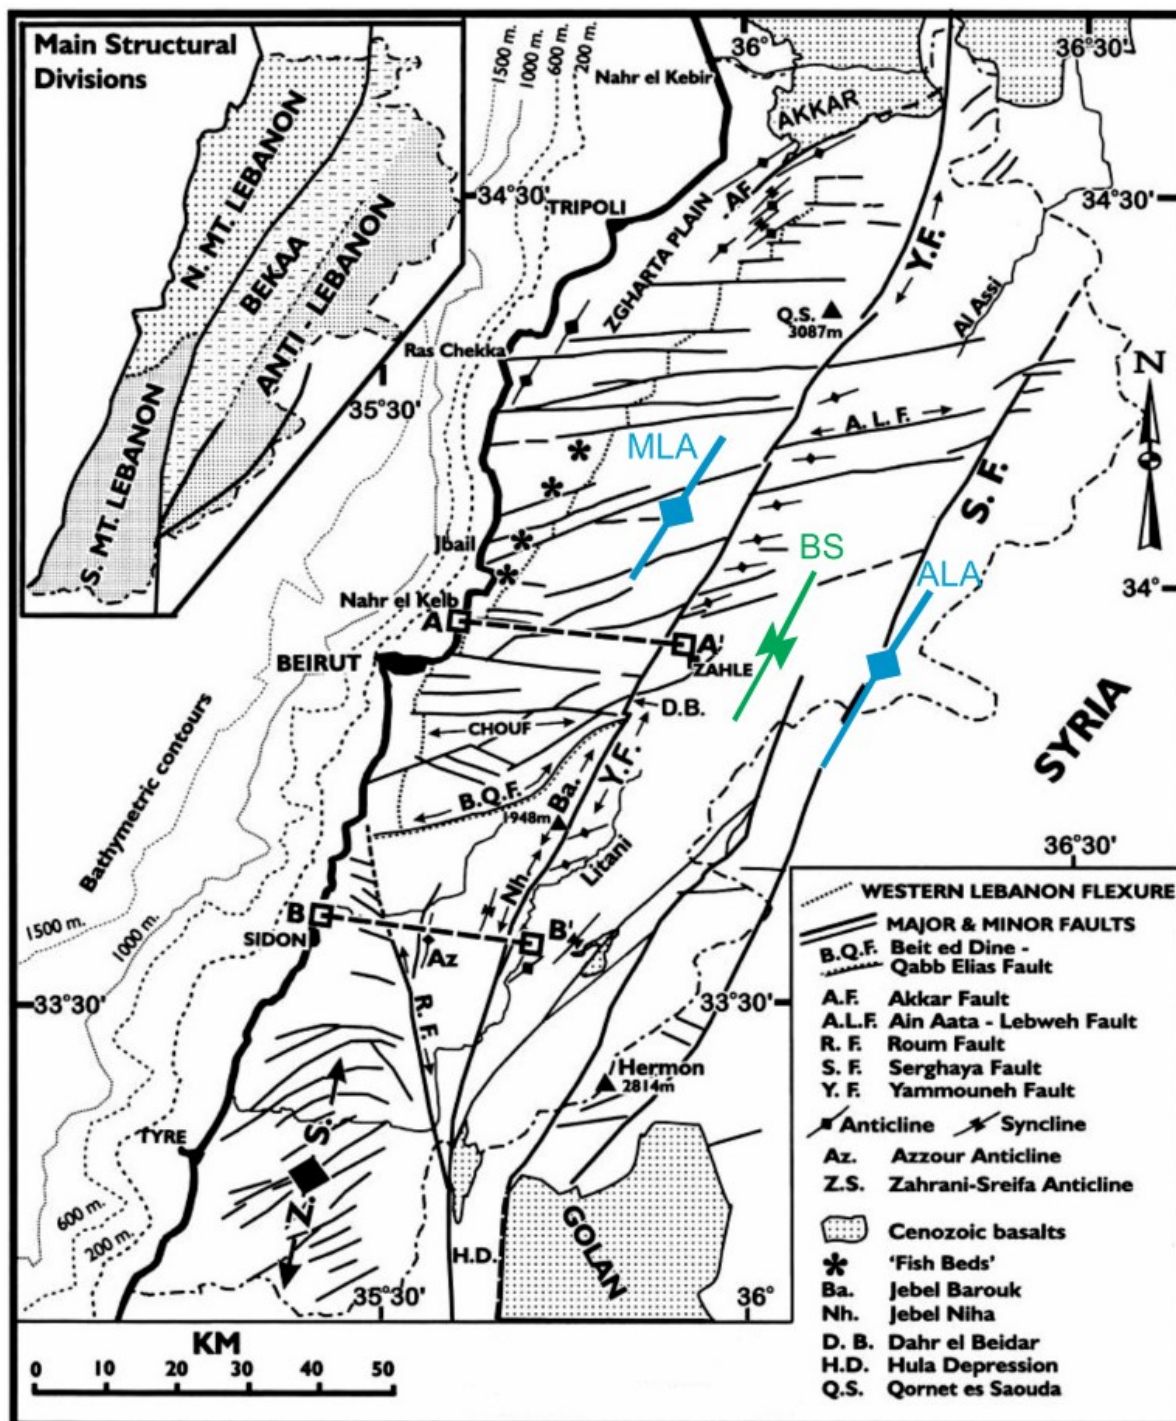 Main Structural
Divisions
N. MT. LEBANON
BEKAA
ANTI - LEBANON
S. MT. LEBANON
1500 m.
1000 m.
600 m.
200 m.
36°
36°30'
Nahr el Kebir
AKKAR
34°30'
TRIPOLI
AF
34°30'
ZGHARTA PLAIN
Y.F.
Al Assi
Q.S.
3087m
Ras Chekka
35°30'
N
MLA
A. L. F.
S. F.
Jbail
BS
ALA
34°
Nahr el Kelb
A
A'
BEIRUT
ZAHLE
D.B.
CHOUF
SYRIA
Bathymetric contours
B.Q.F.
Ba.
Y.F.
1948m
Litani
36°30'
Nh.
1500 m.
1000 m.
B
B'
SIDON
Az
33°30'
33°30'
R. F.
Hermon
2814m
TYRE
Z. S.
600 m.
200 m.
H.D.
GOLAN
35°30'
36°
WESTERN LEBANON FLEXURE
MAJOR & MINOR FAULTS
B.Q.F. Beit ed Dine -
Qabb Elias Fault
A.F. Akkar Fault
A.L.F. Ain Aata - Lebweh Fault
R. F. Roum Fault
S. F. Serghaya Fault
Y. F. Yammouneh Fault
Anticline Syncline
Az. Azzour Anticline
Z.S. Zahrani-Sreifa Anticline
Cenozoic basalts
'Fish Beds'
Ba. Jebel Barouk
Nh. Jebel Niha
D. B. Dahr el Beidar
H.D. Hula Depression
Q.S. Qornet es Saouda
KM
0 10 20 30 40 50